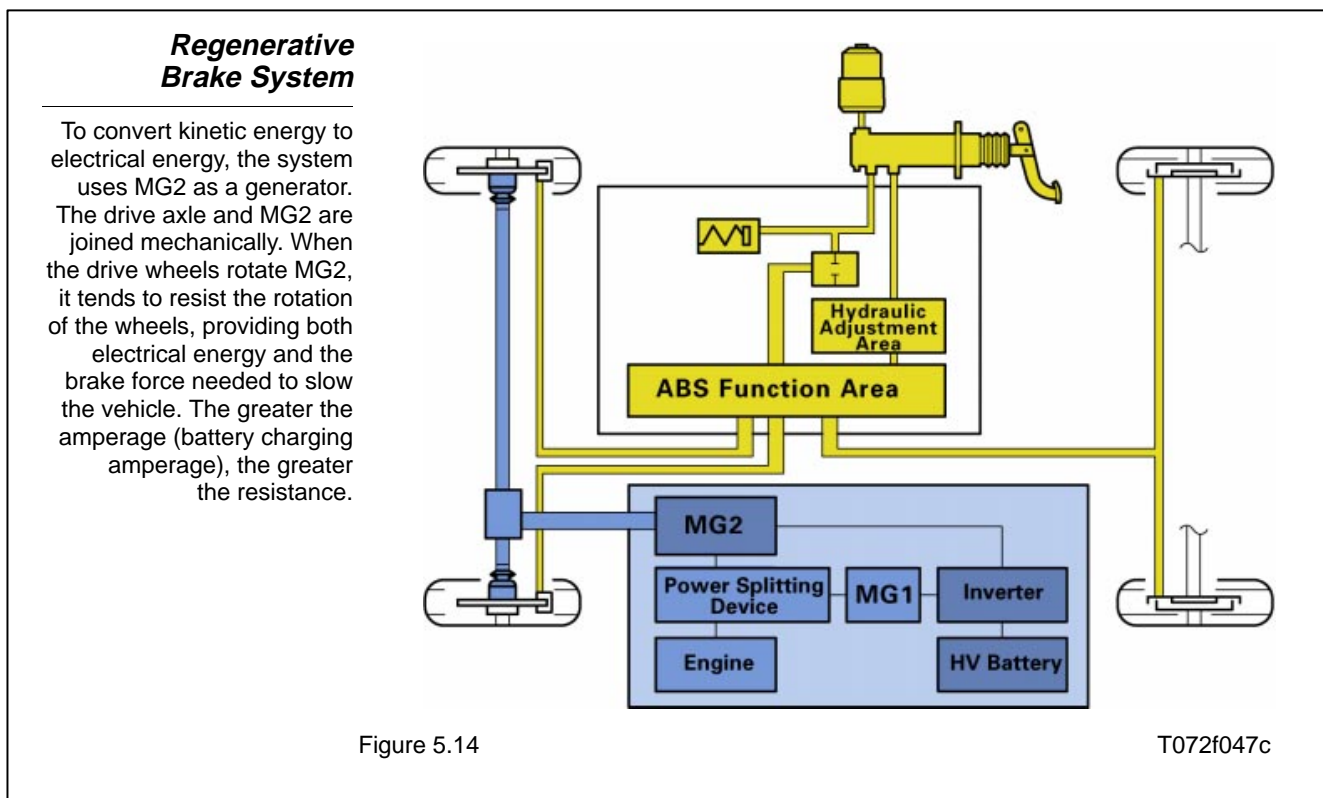 Regenerative
Brake System
To convert kinetic energy to
electrical energy, the system
uses MG2 as a generator.
The drive axle and MG2 are
joined mechanically. When
the drive wheels rotate MG2,
it tends to resist the rotation
of the wheels, providing both
electrical energy and the
brake force needed to slow
the vehicle. The greater the
amperage (battery charging
amperage), the greater
the resistance.
Hydraulic
Adjustment
Area
ABS Function Area
MG2
Power Splitting
Device
MG1
Inverter
Engine
HV Battery
Figure 5.14
T072f047c